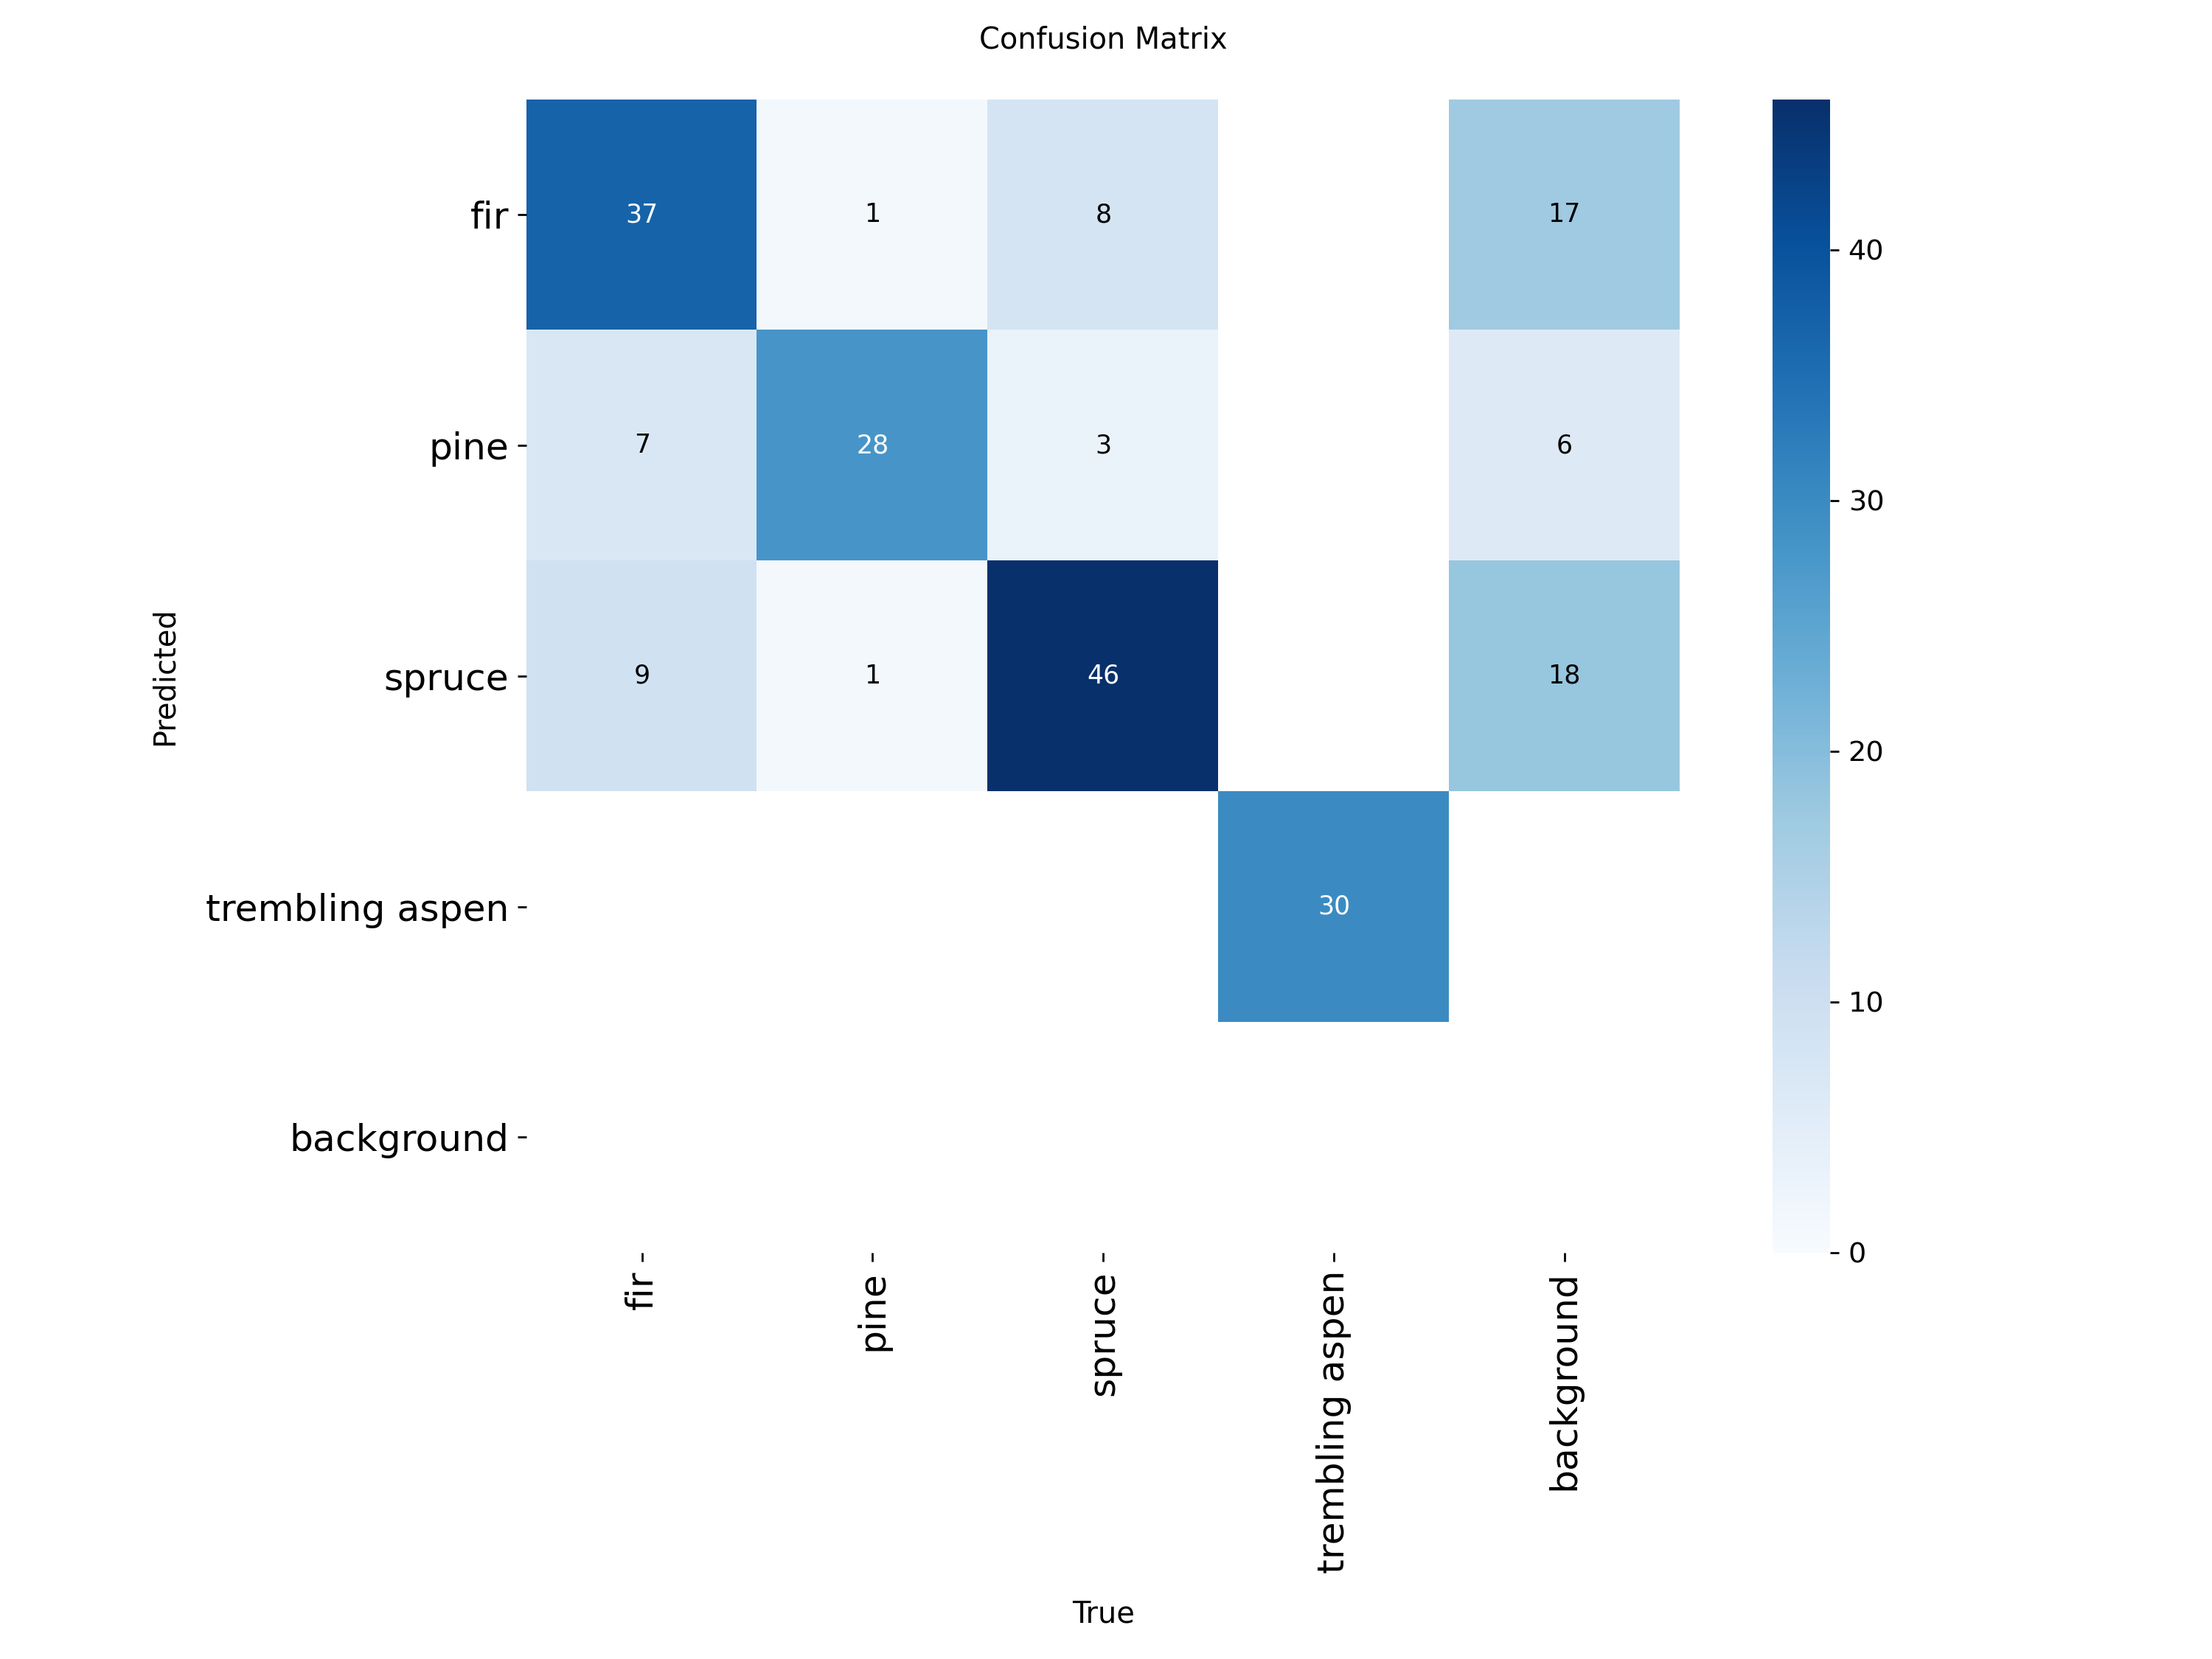 Confusion Matrix
fir
37
1
8
17
pine
7
28
3
6
spruce
9
1
46
18
trembling aspen
30
background
fir
pine
spruce
trembling aspen
background
True
Predicted
40
30
20
10
0